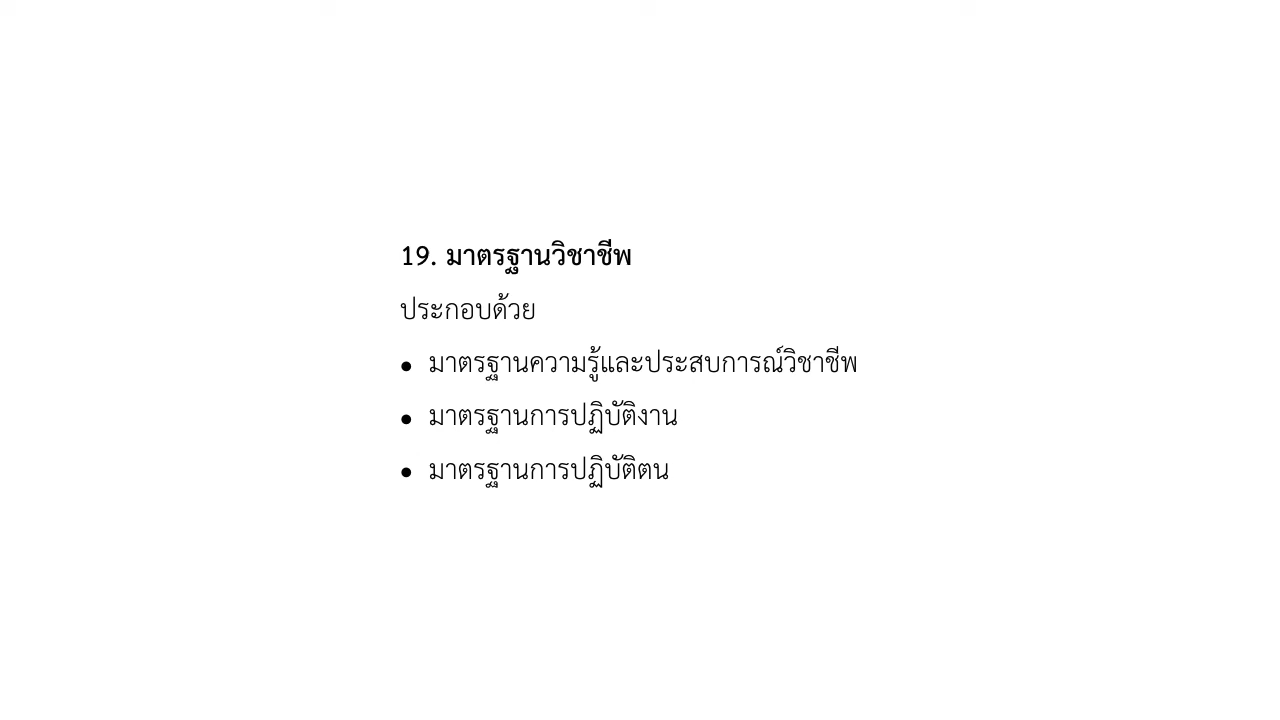 19. มาตรฐานวิชาชีพ
ประกอบด้วย
● มาตรฐานความรู้และประสบการณ์วิชาชีพ
● มาตรฐานการปฏิบัติงาน
● มาตรฐานการปฏิบัติตน